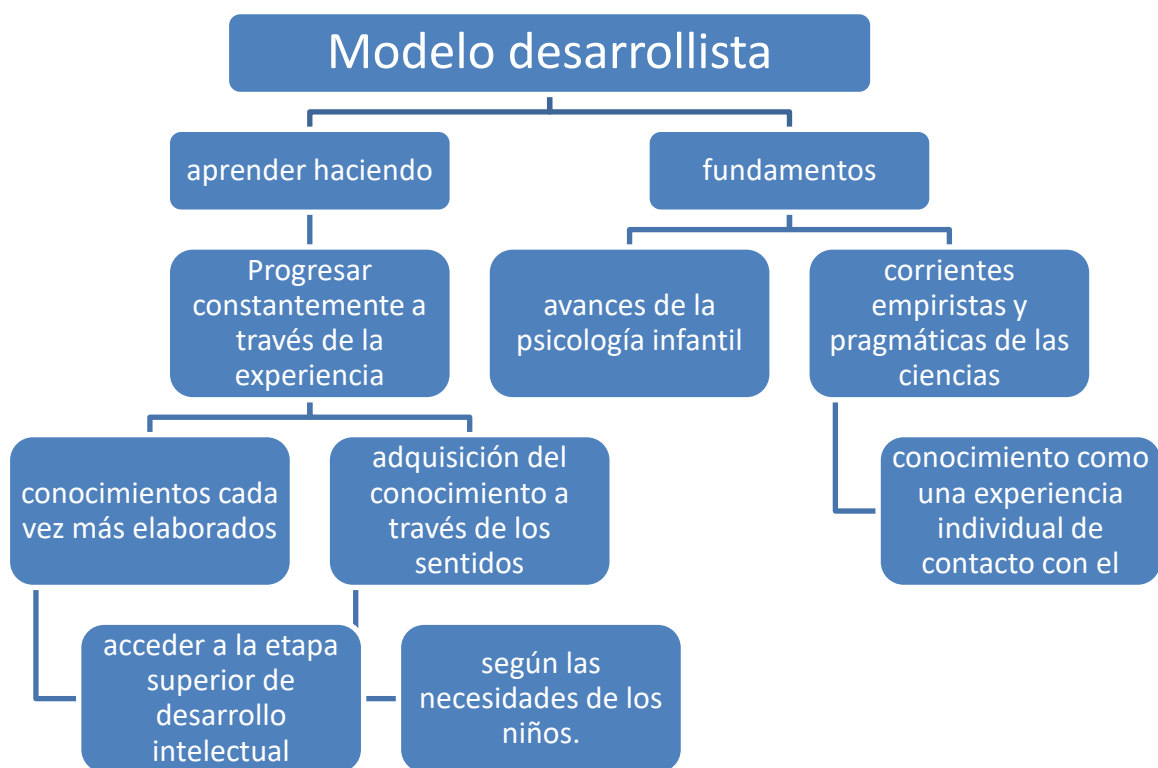 Modelo desarrollista
aprender haciendo
fundamentos
Progresar
constantemente a
través de la
experiencia
avances de la
psicología infantil
corrientes
empiristas y
pragmáticas de las
ciencias
conocimientos cada
vez más elaborados
adquisición del
conocimiento a
través de los
sentidos
conocimiento como
una experiencia
individual de
contacto con el
acceder a la etapa
superior de
desarrollo
intelectual
según las
necesidades de los
niños.